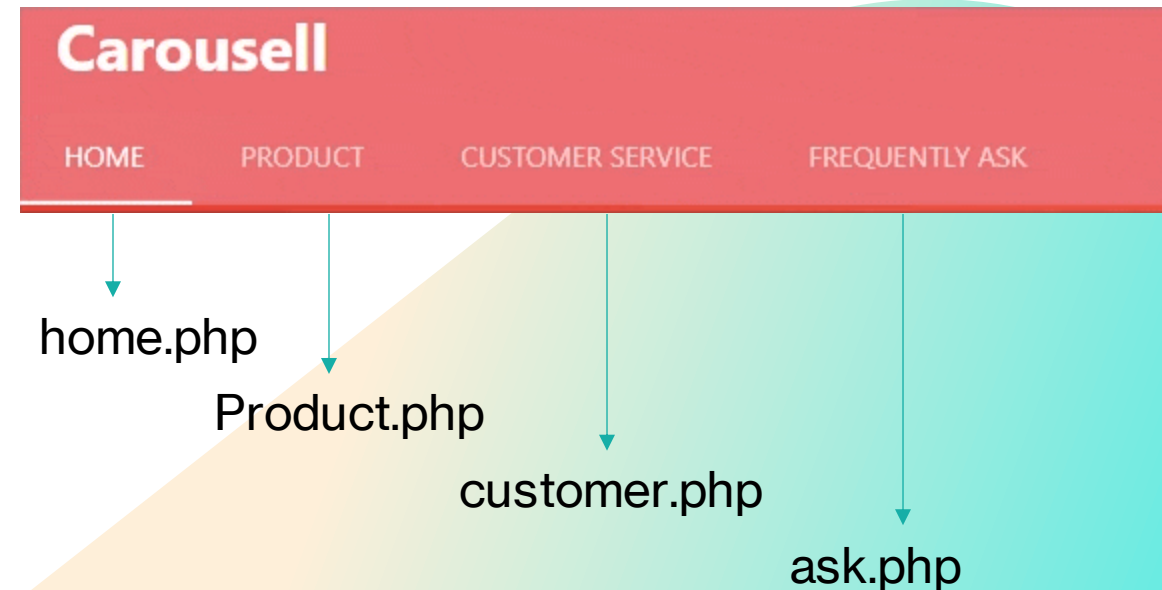 Carousell
HOME PRODUCT CUSTOMER SERVICE FREQUENTLY ASK
home.php
Product.php
customer.php
ask.php